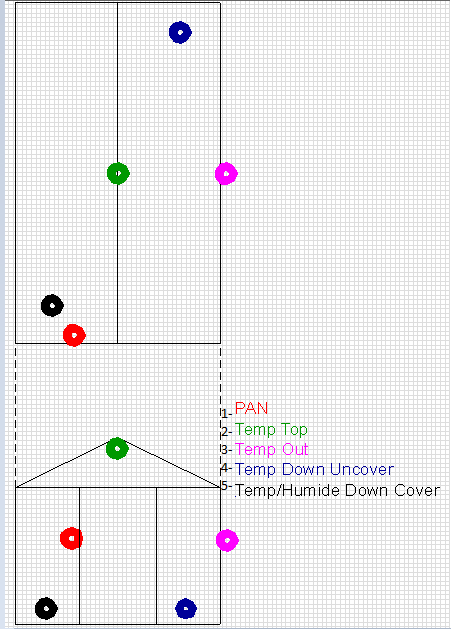 1- PAN
2- Temp Top
3- Temp Out
4- Temp Down Uncover
5- Temp/Humide Down Cover